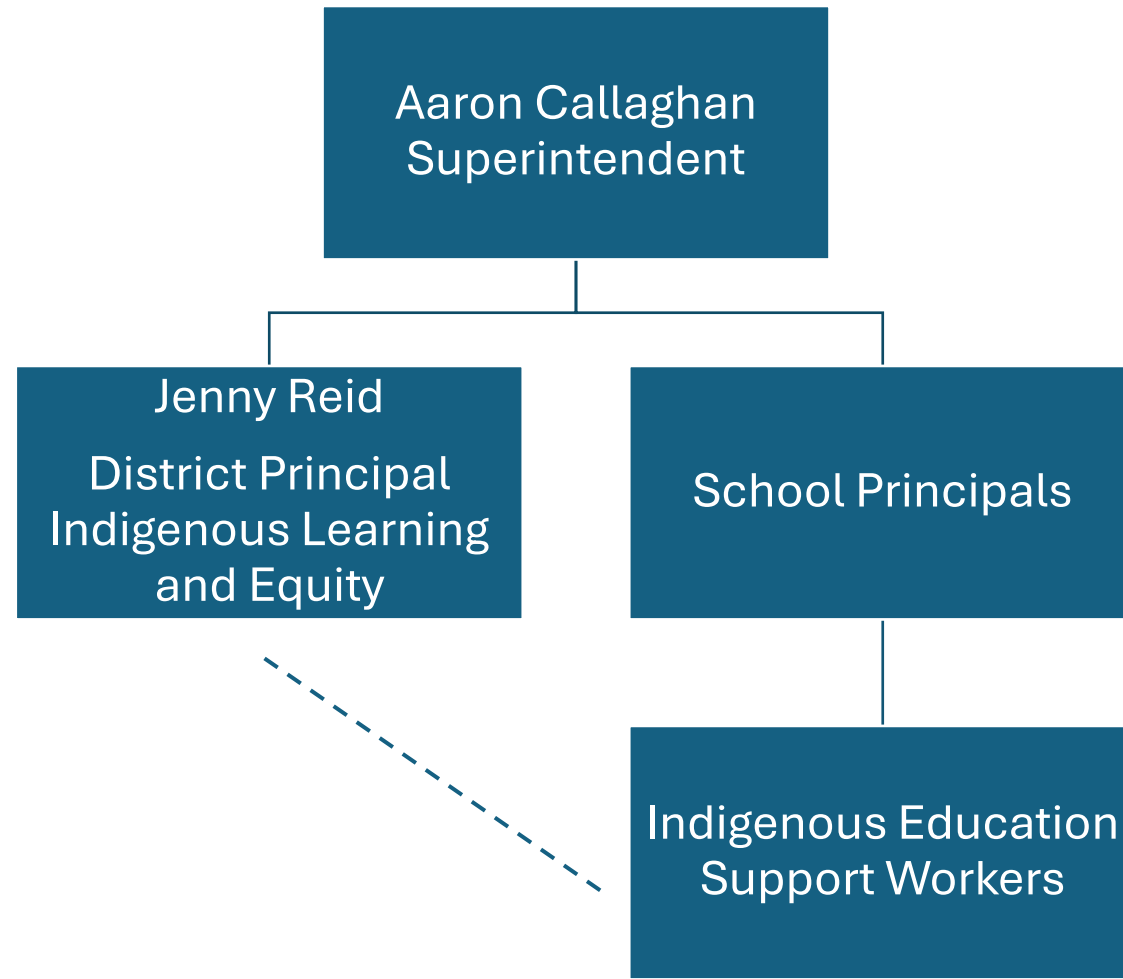 Aaron Callaghan
Superintendent
Jenny Reid
District Principal
Indigenous Learning
and Equity
School Principals
Indigenous Education
Support Workers